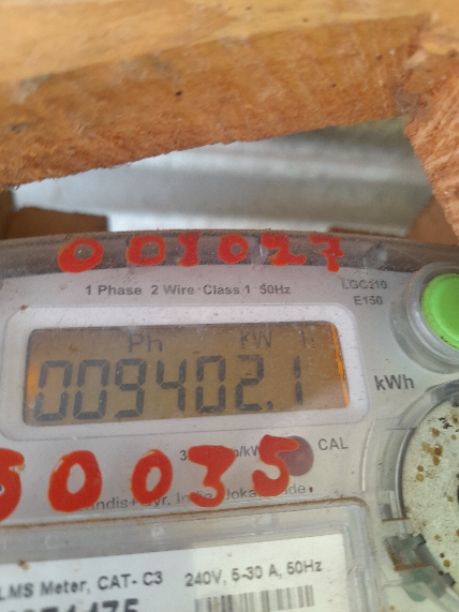 001027
1 Phase 2 Wire Class 1 50Hz
LGC210
E150
Ph kW h
009402.1
kWh
CAL
50035
LMS Meter, CAT- C3 240V, 5-30 A, 50Hz